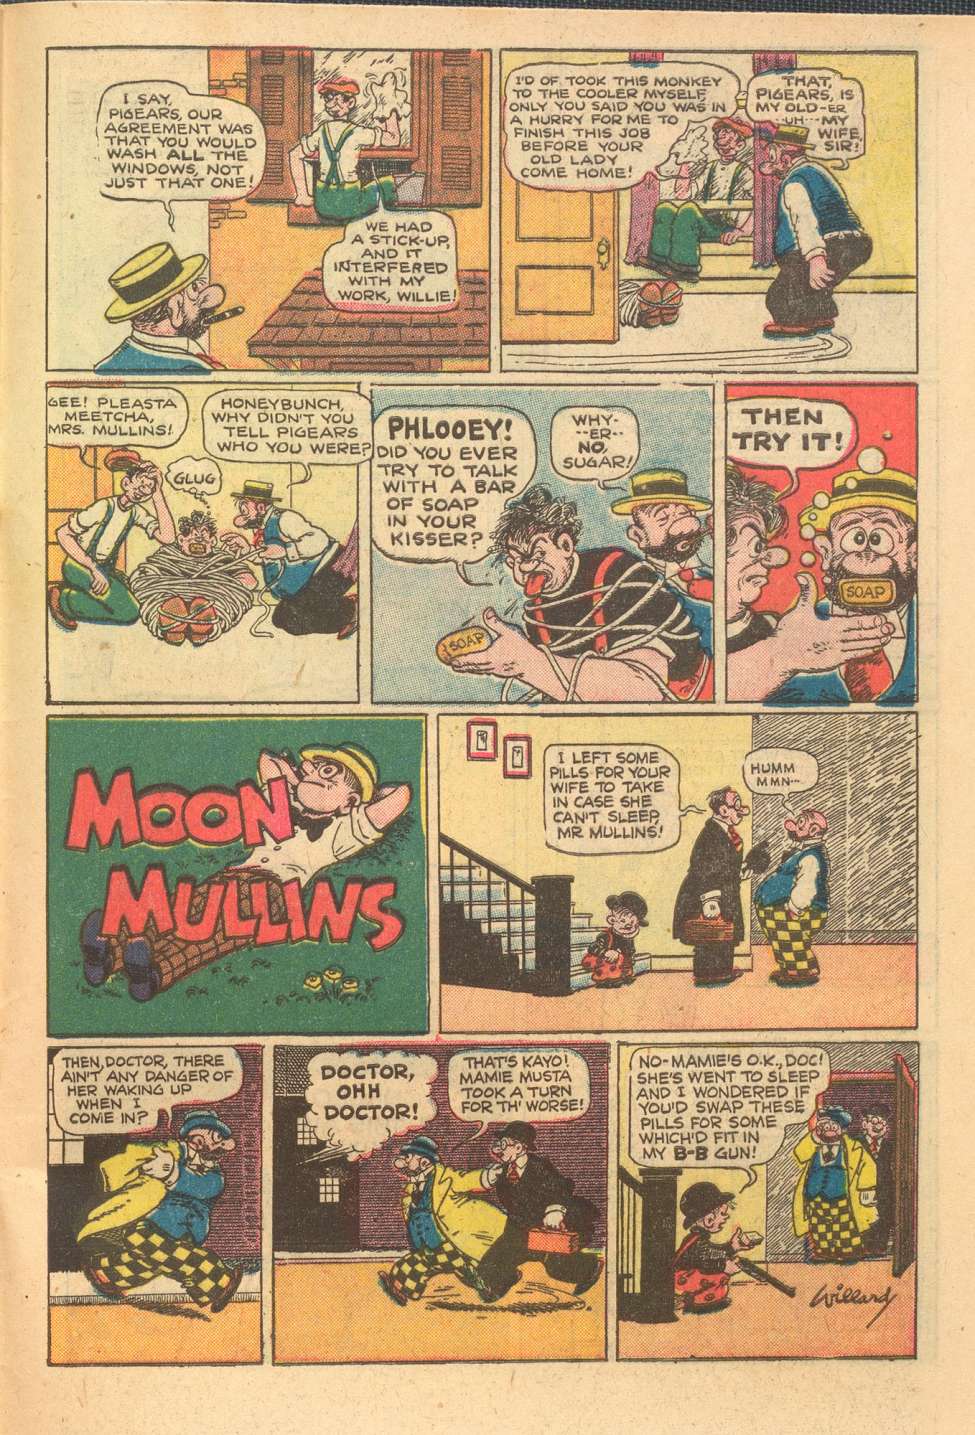 I SAY,
PIGEARS, OUR
AGREEMENT WAS
THAT YOU WOULD
WASH ALL THE
WINDOWS, NOT
JUST THAT ONE!
WE HAD
A STICK-UP,
AND IT
INTERFERED
WITH MY
WORK, WILLIE!
I'D OF TOOK THIS MONKEY
TO THE COOLER MYSELF,
ONLY YOU SAID YOU WAS IN
A HURRY FOR ME TO
FINISH THIS JOB
BEFORE YOUR
OLD LADY
COME HOME!
THAT,
PIGEARS, IS
MY OLD-ER
--UH---MY
WIFE,
SIR!
GEE! PLEASTA
MEETCHA,
MRS. MULLINS!
GLUG
HONEYBUNCH,
WHY DIDN'T YOU
TELL PIGEARS
WHO YOU WERE?
PHLOOEY!
DID YOU EVER
TRY TO TALK
WITH A BAR
OF SOAP
IN YOUR
KISSER?
WHY-
--ER--
NO,
SUGAR!
SOAP
THEN
TRY IT!
SOAP
MOON
MULLINS
I LEFT SOME
PILLS FOR YOUR
WIFE TO TAKE
IN CASE SHE
CAN'T SLEEP,
MR. MULLINS!
HUMM
MMN---
THEN, DOCTOR, THERE
AIN'T ANY DANGER OF
HER WAKING UP
WHEN I
COME IN?
DOCTOR,
OHH
DOCTOR!
THAT'S KAYO!
MAMIE MUSTA
TOOK A TURN
FOR TH' WORSE!
NO-MAMIE'S O.K., DOC!
SHE'S WENT TO SLEEP
AND I WONDERED IF
YOU'D SWAP THESE
PILLS FOR SOME
WHICH'D FIT IN
MY B-B GUN!
Willard